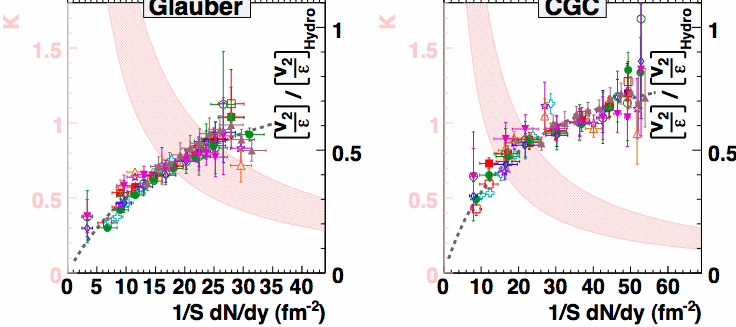 Glauber
K
1.5
1
0.5
0
1
0.5
0
[v2/ε] / [v2/ε]Hydro
0 5 10 15 20 25 30 35 40
1/S dN/dy (fm⁻²)
CGC
K
1.5
1
0.5
0
1
0.5
0
[v2/ε] / [v2/ε]Hydro
0 10 20 30 40 50 60
1/S dN/dy (fm⁻²)